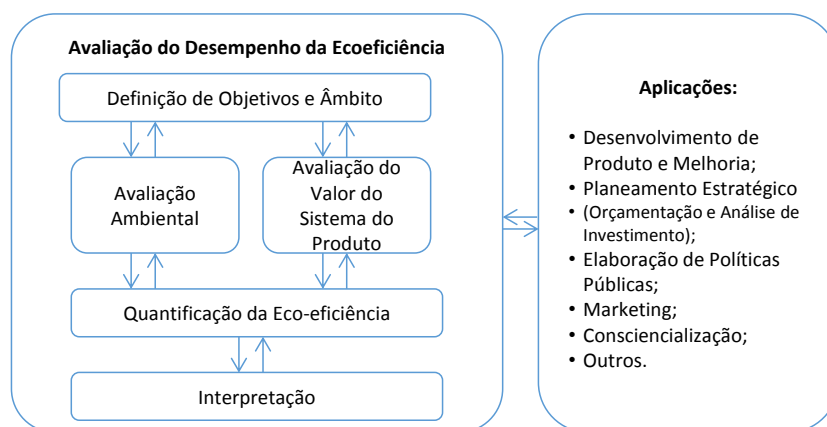 Avaliação do Desempenho da Ecoeficiência
Definição de Objetivos e Âmbito
Avaliação
Ambiental
Avaliação do
Valor do
Sistema do
Produto
Quantificação da Eco-eficiência
Interpretação
Aplicações:
• Desenvolvimento de
Produto e Melhoria;
• Planeamento Estratégico
• (Orçamentação e Análise de
Investimento);
• Elaboração de Políticas
Públicas;
• Marketing;
• Consciencialização;
• Outros.